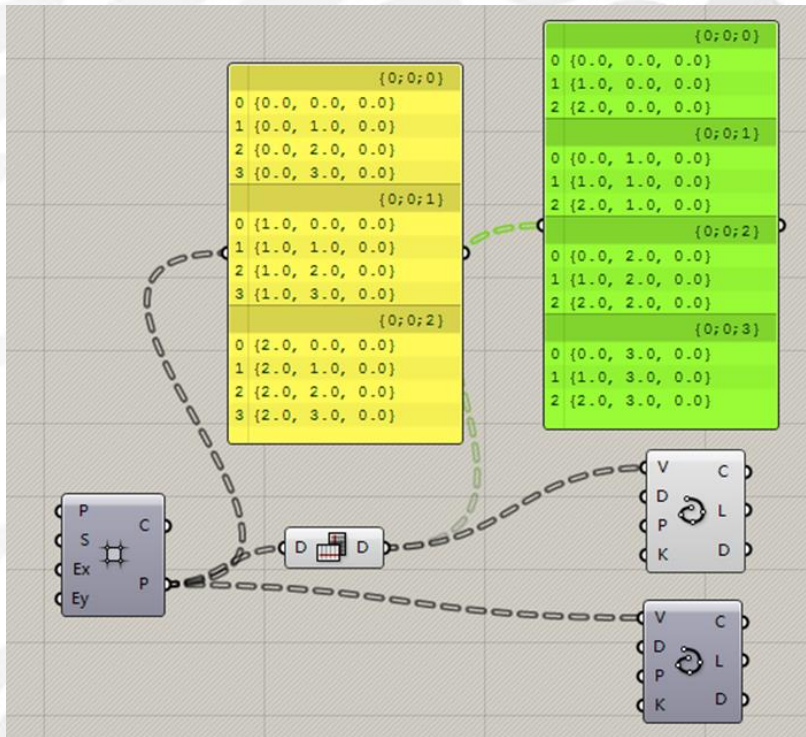 {0;0;0}
0 {0.0, 0.0, 0.0}
1 {0.0, 1.0, 0.0}
2 {0.0, 2.0, 0.0}
3 {0.0, 3.0, 0.0}
{0;0;1}
0 {1.0, 0.0, 0.0}
1 {1.0, 1.0, 0.0}
2 {1.0, 2.0, 0.0}
3 {1.0, 3.0, 0.0}
{0;0;2}
0 {2.0, 0.0, 0.0}
1 {2.0, 1.0, 0.0}
2 {2.0, 2.0, 0.0}
3 {2.0, 3.0, 0.0}
{0;0;0}
0 {0.0, 0.0, 0.0}
1 {1.0, 0.0, 0.0}
2 {2.0, 0.0, 0.0}
{0;0;1}
0 {0.0, 1.0, 0.0}
1 {1.0, 1.0, 0.0}
2 {2.0, 1.0, 0.0}
{0;0;2}
0 {0.0, 2.0, 0.0}
1 {1.0, 2.0, 0.0}
2 {2.0, 2.0, 0.0}
{0;0;3}
0 {0.0, 3.0, 0.0}
1 {1.0, 3.0, 0.0}
2 {2.0, 3.0, 0.0}
P
S
Ex
Ey
C
P
D D
V
D
P
K
C
L
D
V
D
P
K
C
L
D